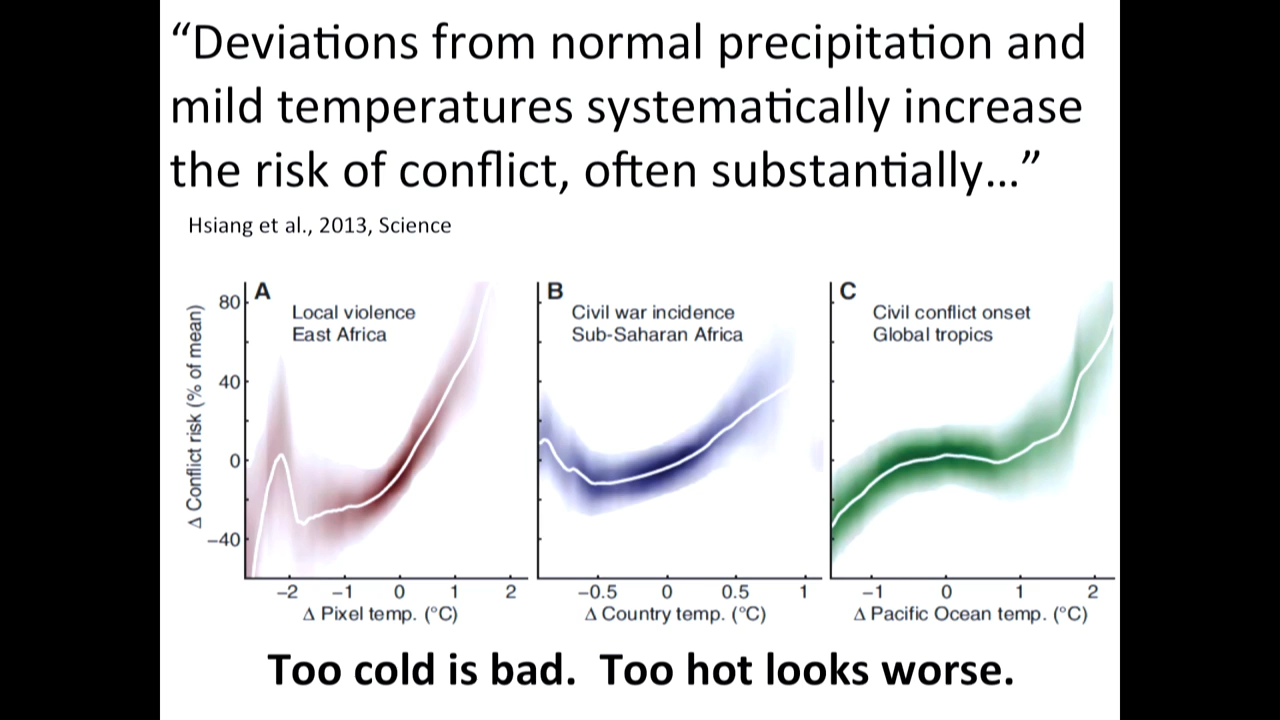 “Deviations from normal precipitation and
mild temperatures systematically increase
the risk of conflict, often substantially…”
Hsiang et al., 2013, Science
Δ Conflict risk (% of mean)
80
40
0
−40
A
Local violence
East Africa
−2 −1 0 1 2
Δ Pixel temp. (°C)
B
Civil war incidence
Sub-Saharan Africa
−0.5 0 0.5 1
Δ Country temp. (°C)
C
Civil conflict onset
Global tropics
−1 0 1 2
Δ Pacific Ocean temp. (°C)
Too cold is bad.  Too hot looks worse.